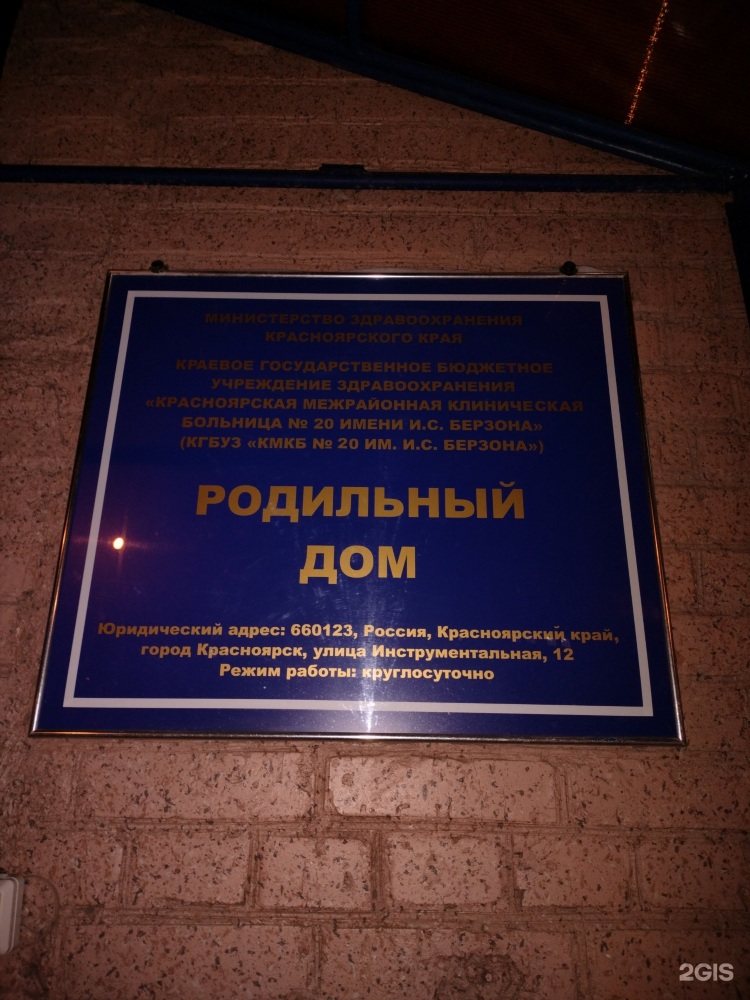 МИНИСТЕРСТВО ЗДРАВООХРАНЕНИЯ
КРАСНОЯРСКОГО КРАЯ
КРАЕВОЕ ГОСУДАРСТВЕННОЕ БЮДЖЕТНОЕ
УЧРЕЖДЕНИЕ ЗДРАВООХРАНЕНИЯ
«КРАСНОЯРСКАЯ МЕЖРАЙОННАЯ КЛИНИЧЕСКАЯ
БОЛЬНИЦА № 20 ИМЕНИ И.С. БЕРЗОНА»
(КГБУЗ «КМКБ № 20 ИМ. И.С. БЕРЗОНА»)
РОДИЛЬНЫЙ
ДОМ
Юридический адрес: 660123, Россия, Красноярский край,
город Красноярск, улица Инструментальная, 12
Режим работы: круглосуточно
2GIS